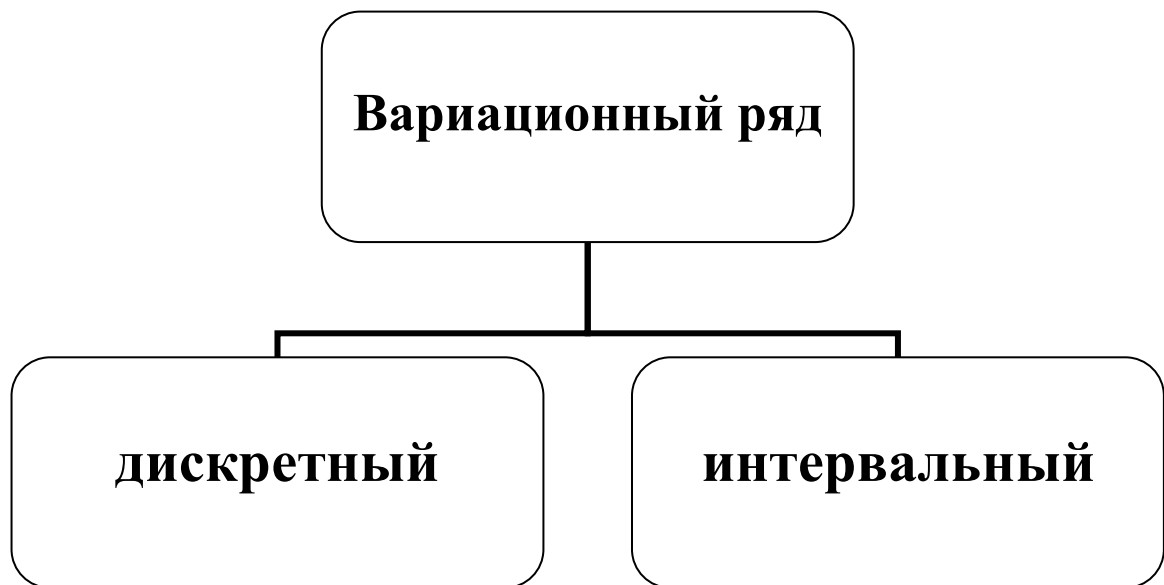 Вариационный ряд
дискретный
интервальный